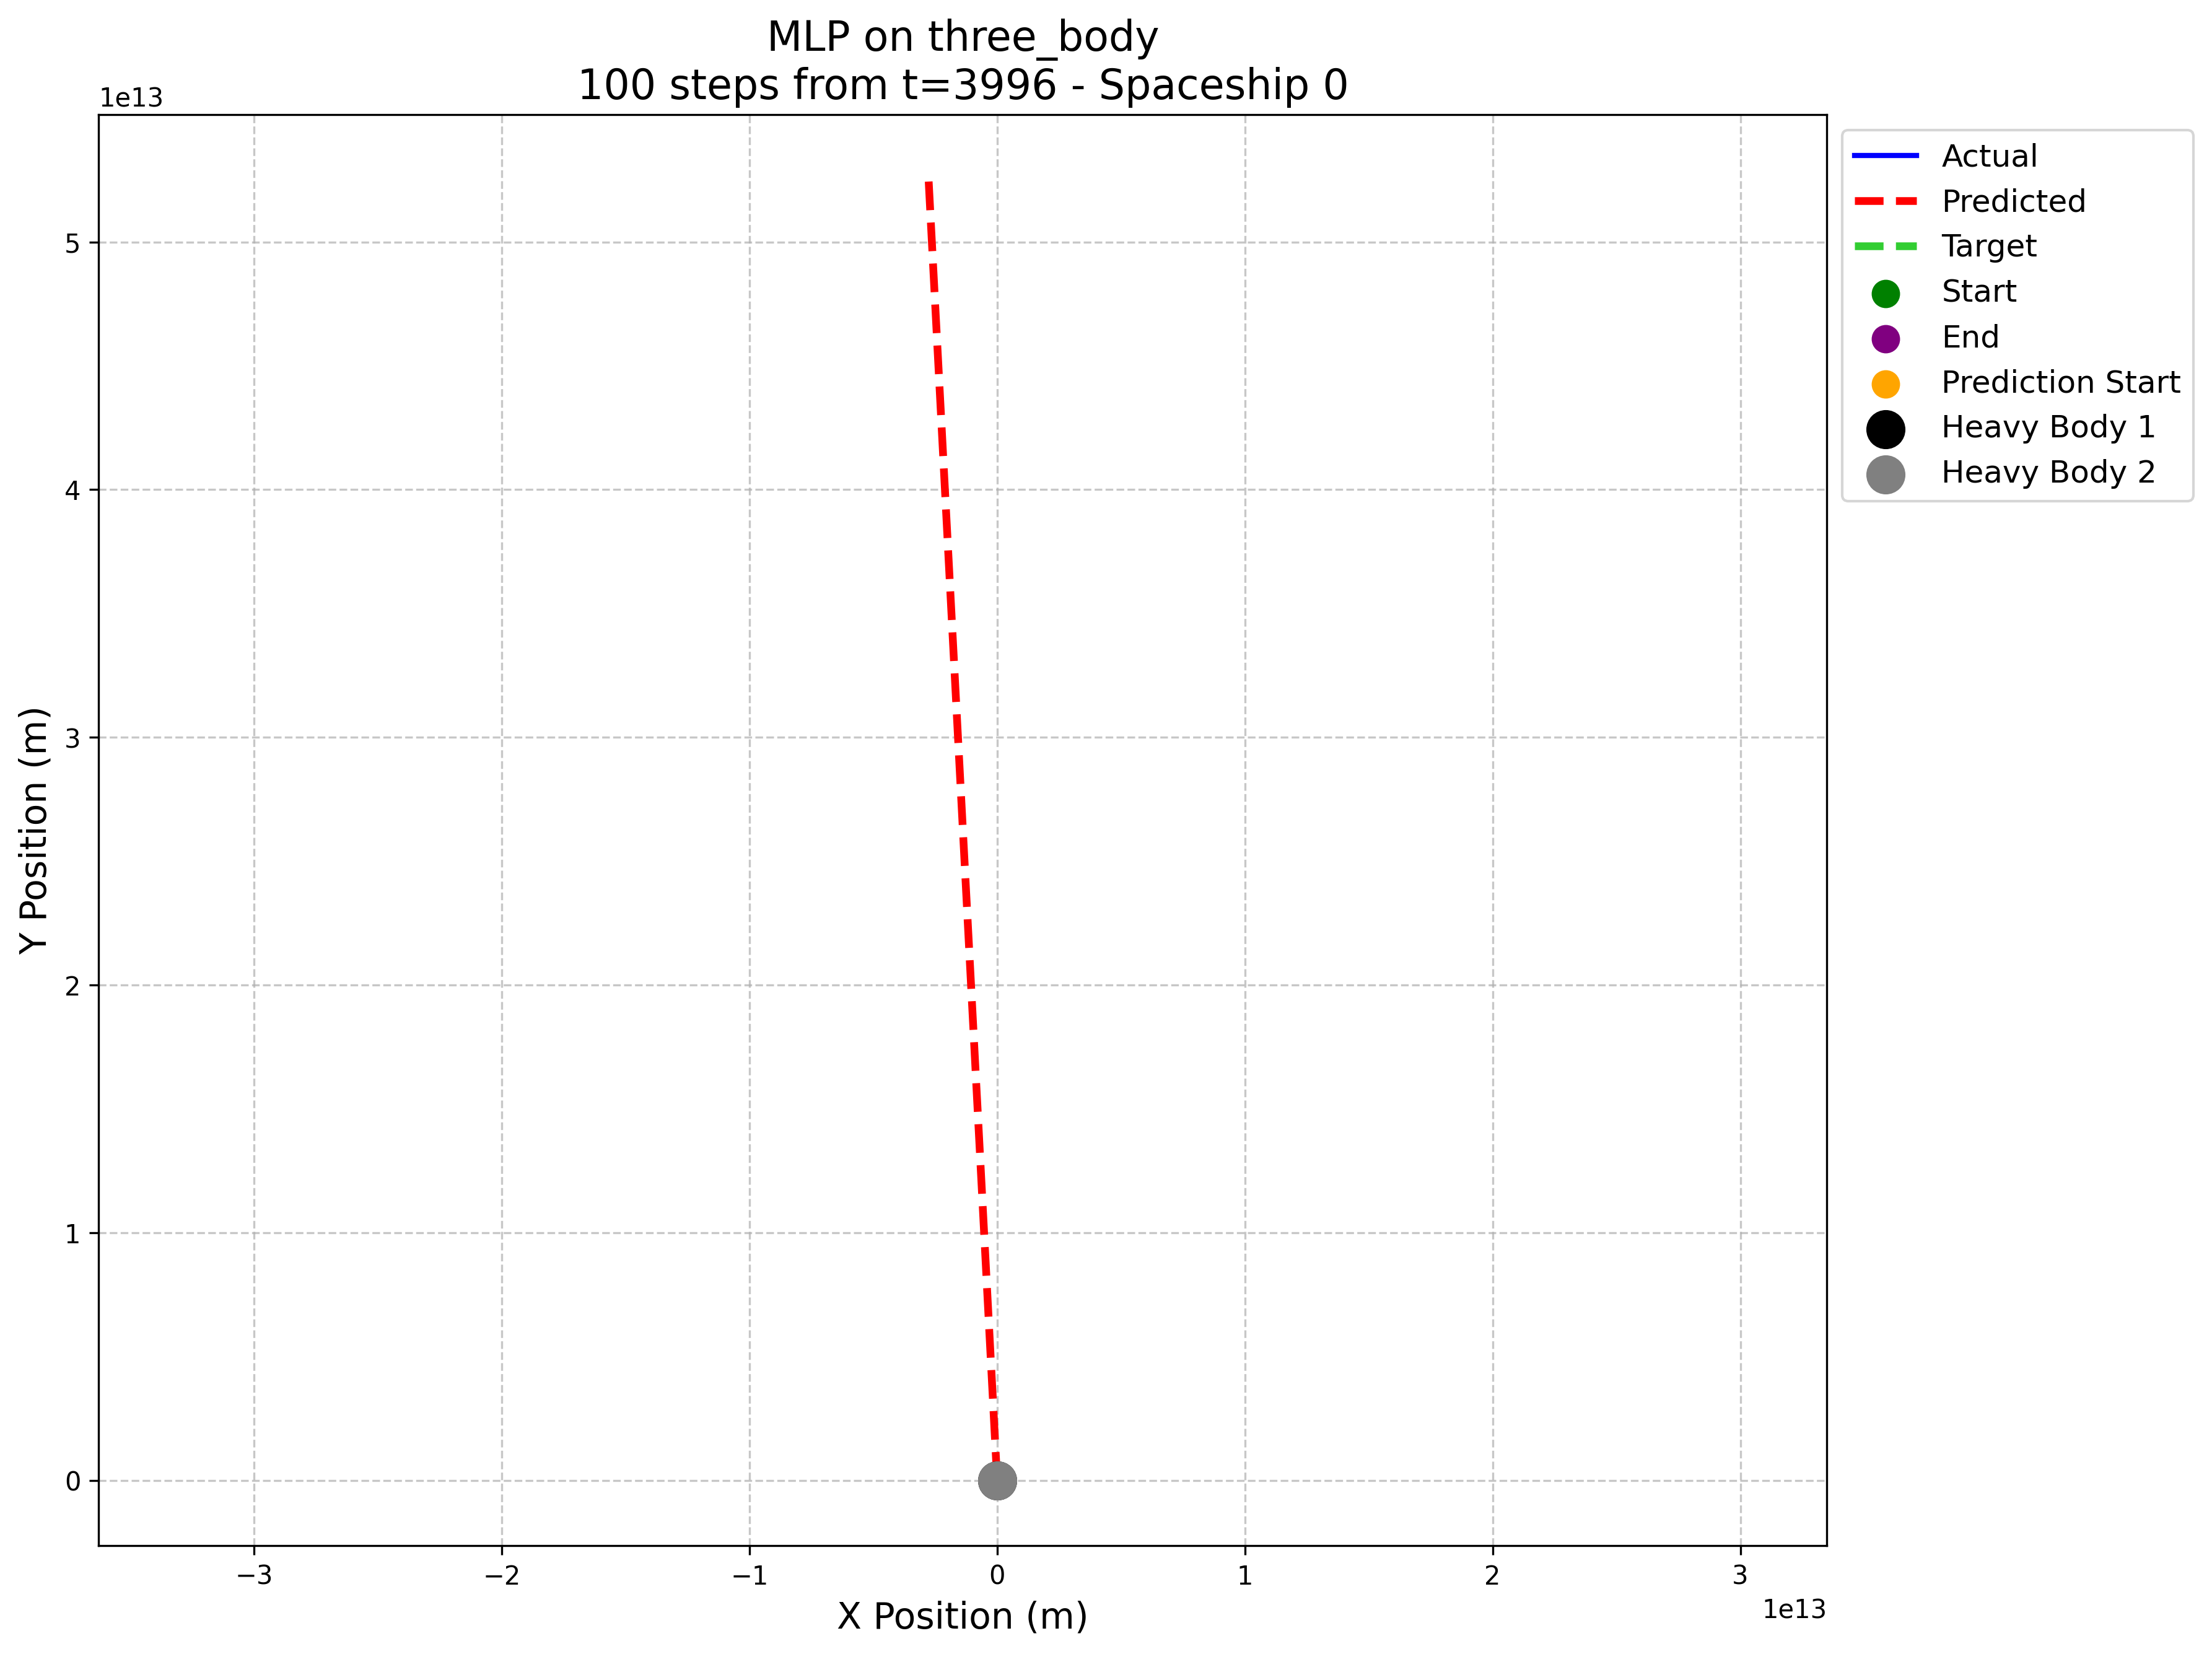 MLP on three_body
100 steps from t=3996 - Spaceship 0
1e13
Actual
Predicted
Target
Start
End
Prediction Start
Heavy Body 1
Heavy Body 2
5
4
3
2
1
0
Y Position (m)
−3
−2
−1
0
1
2
3
1e13
X Position (m)